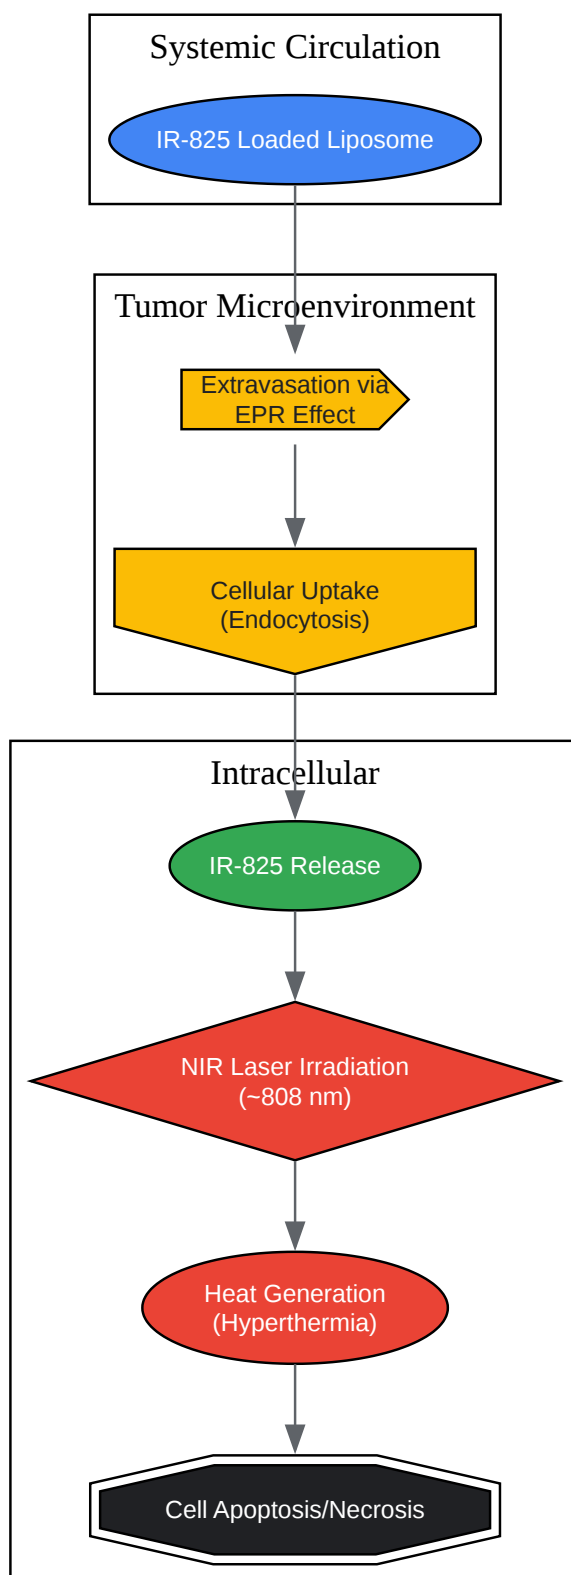 Systemic Circulation
IR-825 Loaded Liposome
Tumor Microenvironment
Extravasation via
EPR Effect
Cellular Uptake
(Endocytosis)
Intracellular
IR-825 Release
NIR Laser Irradiation
(~808 nm)
Heat Generation
(Hyperthermia)
Cell Apoptosis/Necrosis